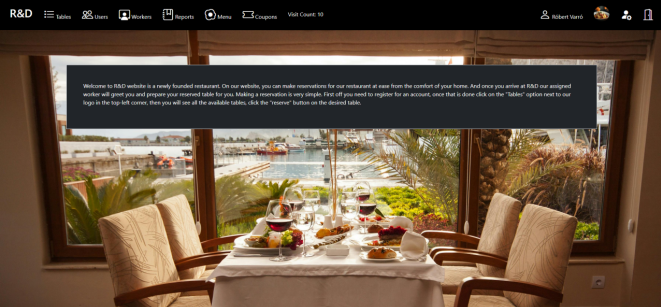 R&D Tables Users Workers Reports Menu Coupons Visit Count: 10 Róbert Varró
Welcome to R&D website is a newly founded restaurant. On our website, you can make reservations for our restaurant at ease from the comfort of your home. And once you arrive at R&D our assigned
worker will greet you and prepare your reserved table for you. Making a reservation is very simple. First off you need to register for an account, once that is done click on the "Tables" option next to our
logo in the top-left corner, then you will see all the available tables, click the "reserve" button on the desired table.